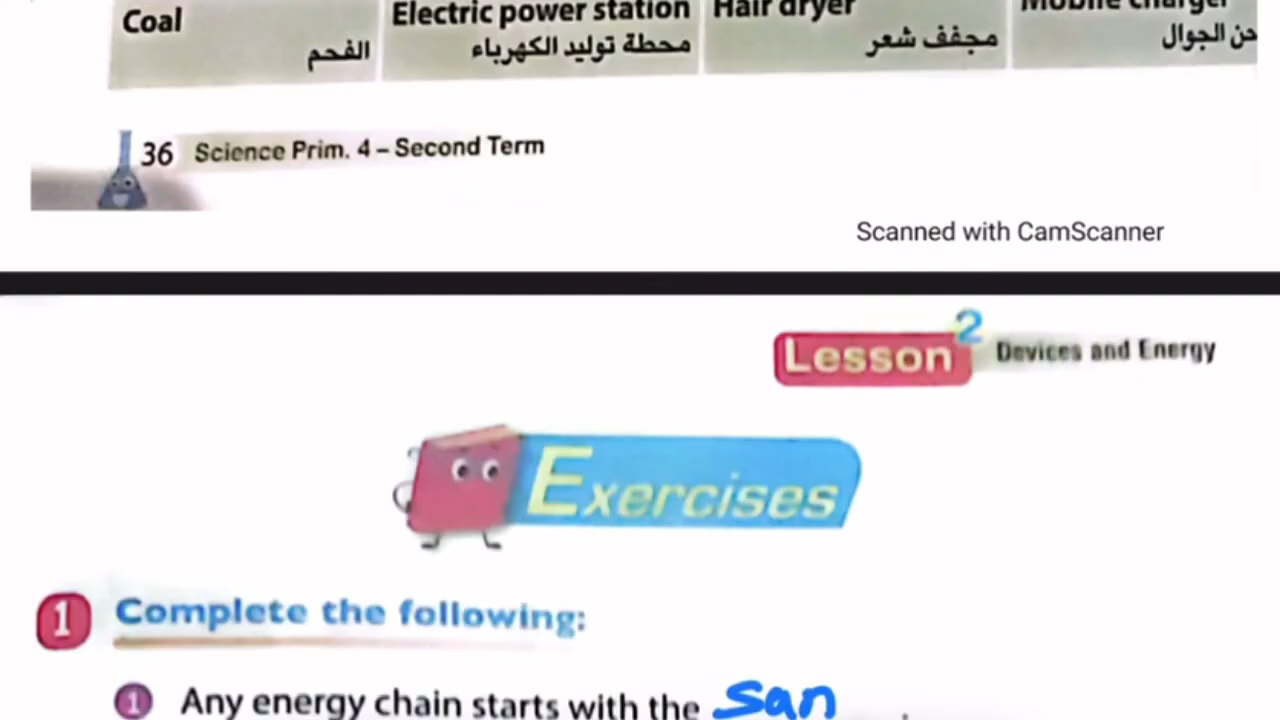 Coal
Electric power station
Hair dryer
الفحم
محطة توليد الكهرباء
مجفف شعر
الجوال
36 Science Prim. 4 – Second Term
Scanned with CamScanner
Lesson 2 Devices and Energy
Exercises
1 Complete the following:
1 Any energy chain starts with the San